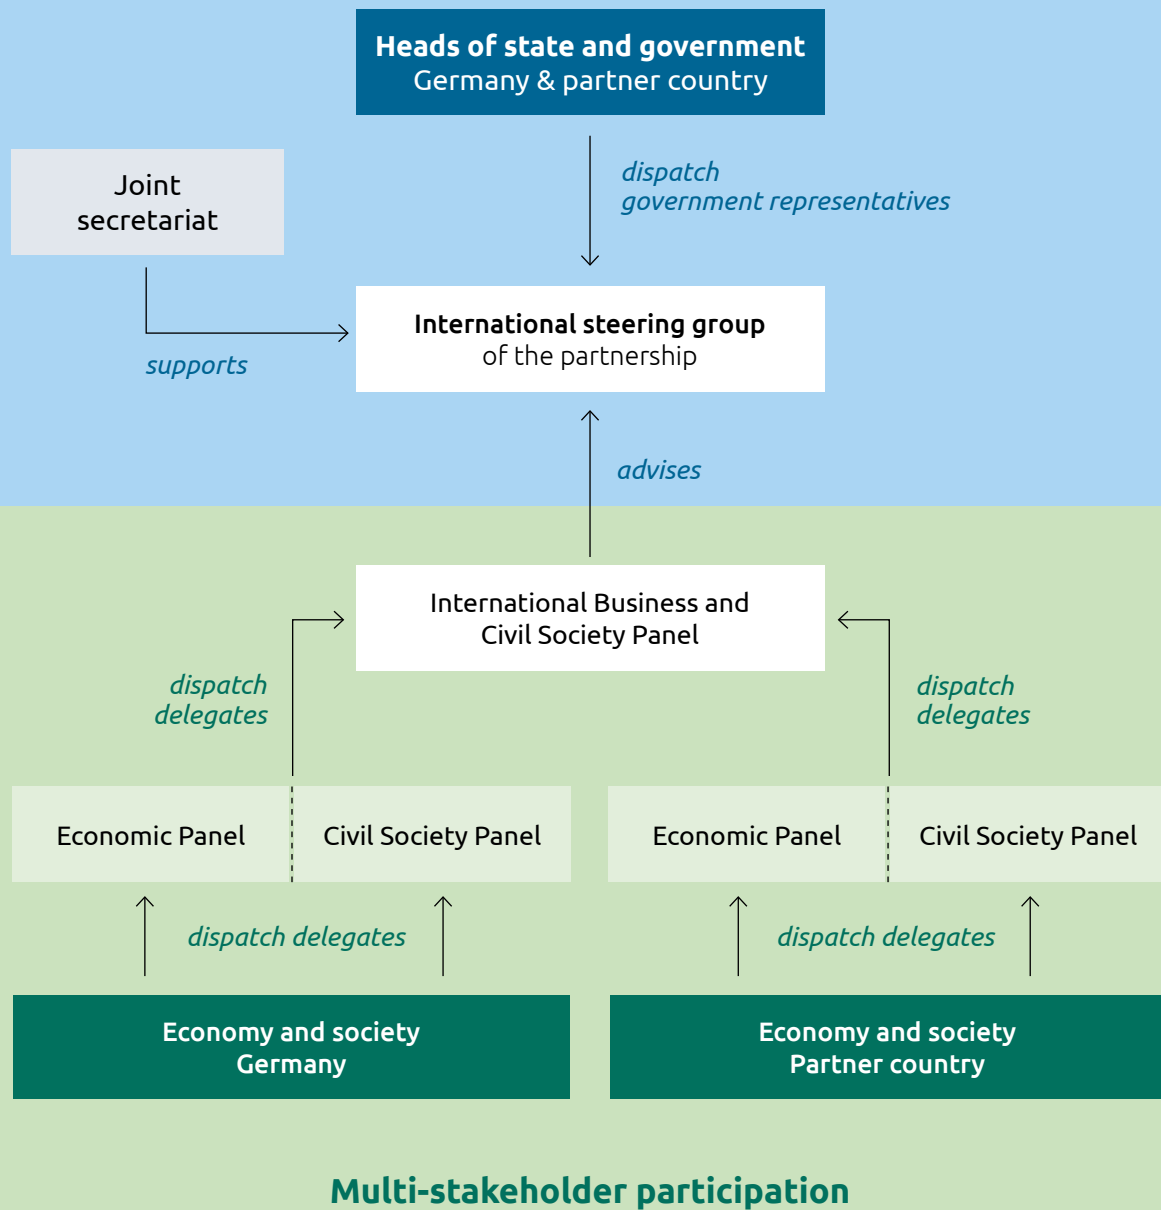 Heads of state and government
Germany & partner country
dispatch
government representatives
Joint
secretariat
supports
International steering group
of the partnership
advises
International Business and
Civil Society Panel
dispatch
delegates
dispatch
delegates
Economic Panel
Civil Society Panel
Economic Panel
Civil Society Panel
dispatch delegates
dispatch delegates
Economy and society
Germany
Economy and society
Partner country
Multi-stakeholder participation